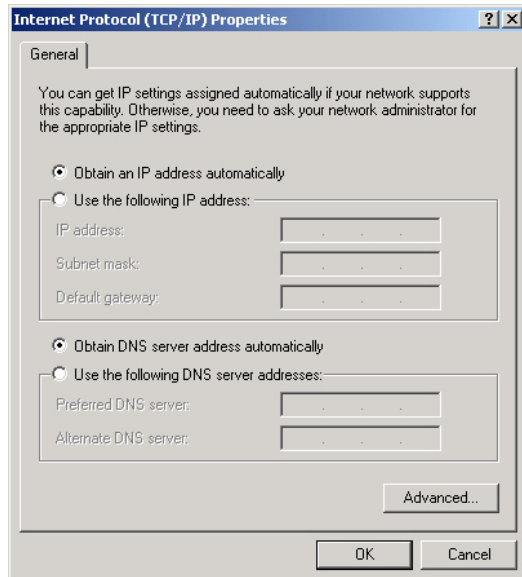 Internet Protocol (TCP/IP) Properties
General
You can get IP settings assigned automatically if your network supports
this capability. Otherwise, you need to ask your network administrator for
the appropriate IP settings.
Obtain an IP address automatically
Use the following IP address:
IP address:
Subnet mask:
Default gateway:
Obtain DNS server address automatically
Use the following DNS server addresses:
Preferred DNS server:
Alternate DNS server:
Advanced...
OK
Cancel